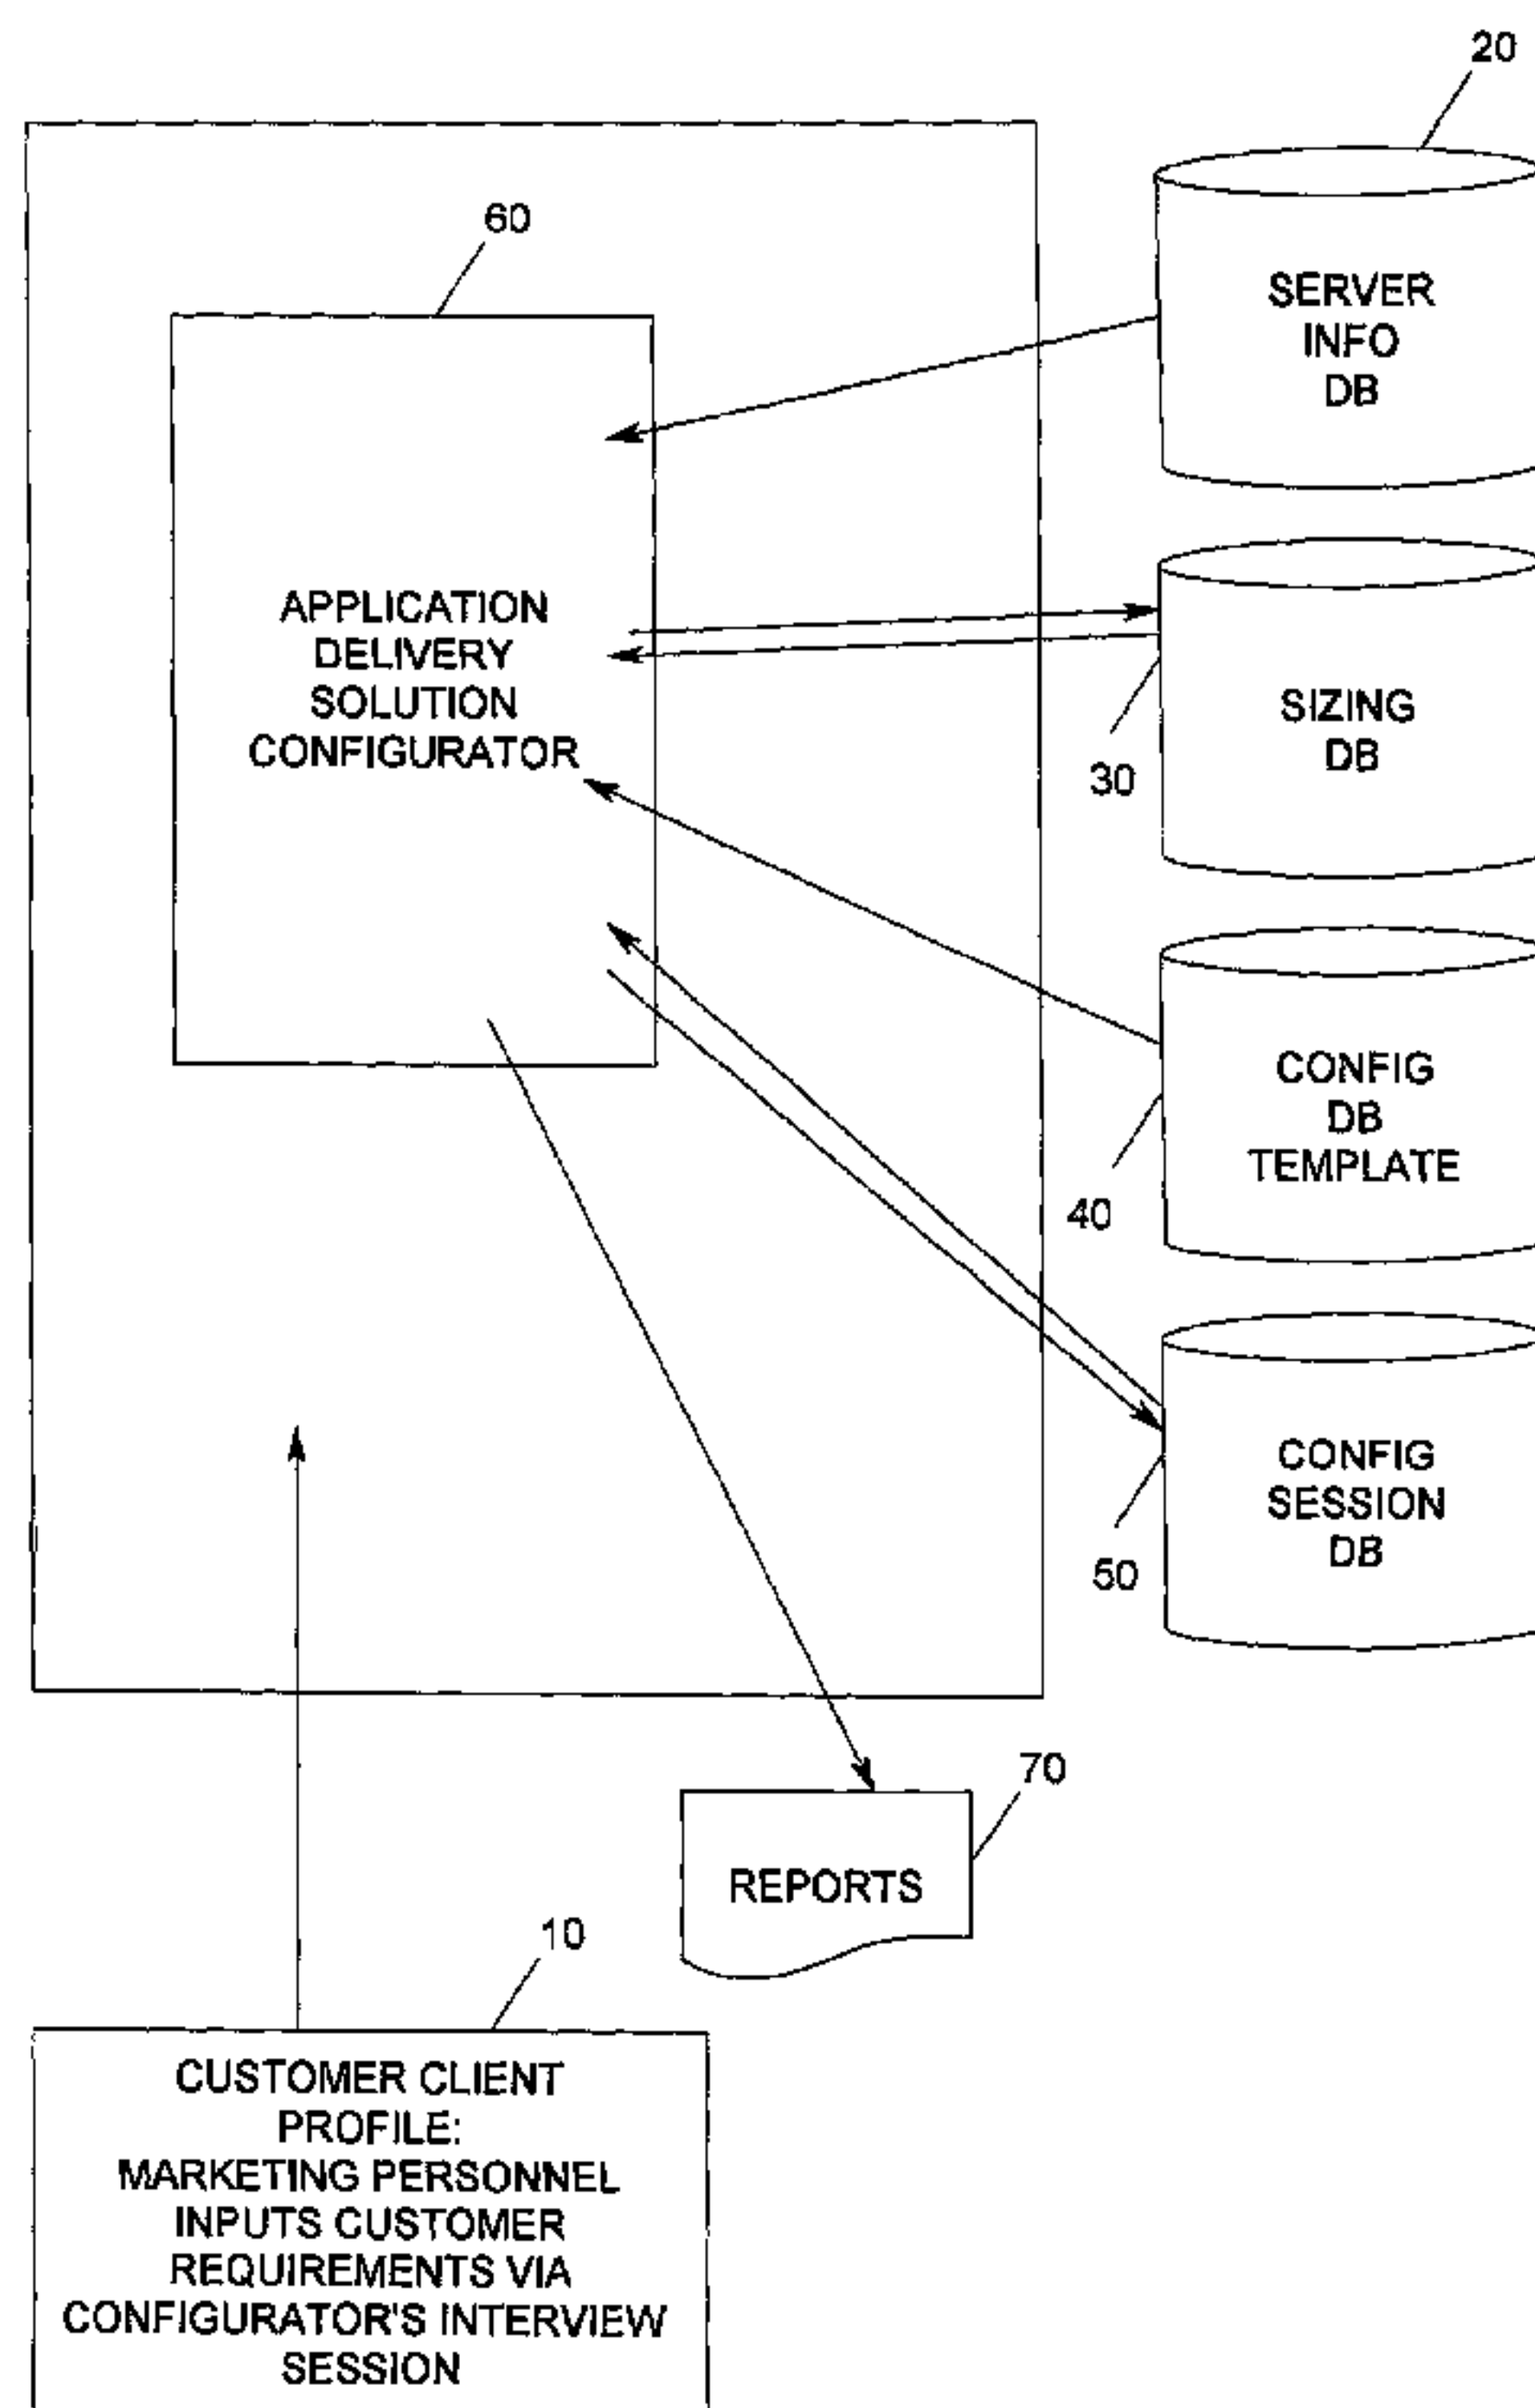 20
60
SERVER
INFO
DB
APPLICATION
DELIVERY
SOLUTION
CONFIGURATOR
SIZING
DB
30
CONFIG
DB
TEMPLATE
40
CONFIG
SESSION
DB
50
70
REPORTS
10
CUSTOMER CLIENT
PROFILE:
MARKETING PERSONNEL
INPUTS CUSTOMER
REQUIREMENTS VIA
CONFIGURATOR'S INTERVIEW
SESSION